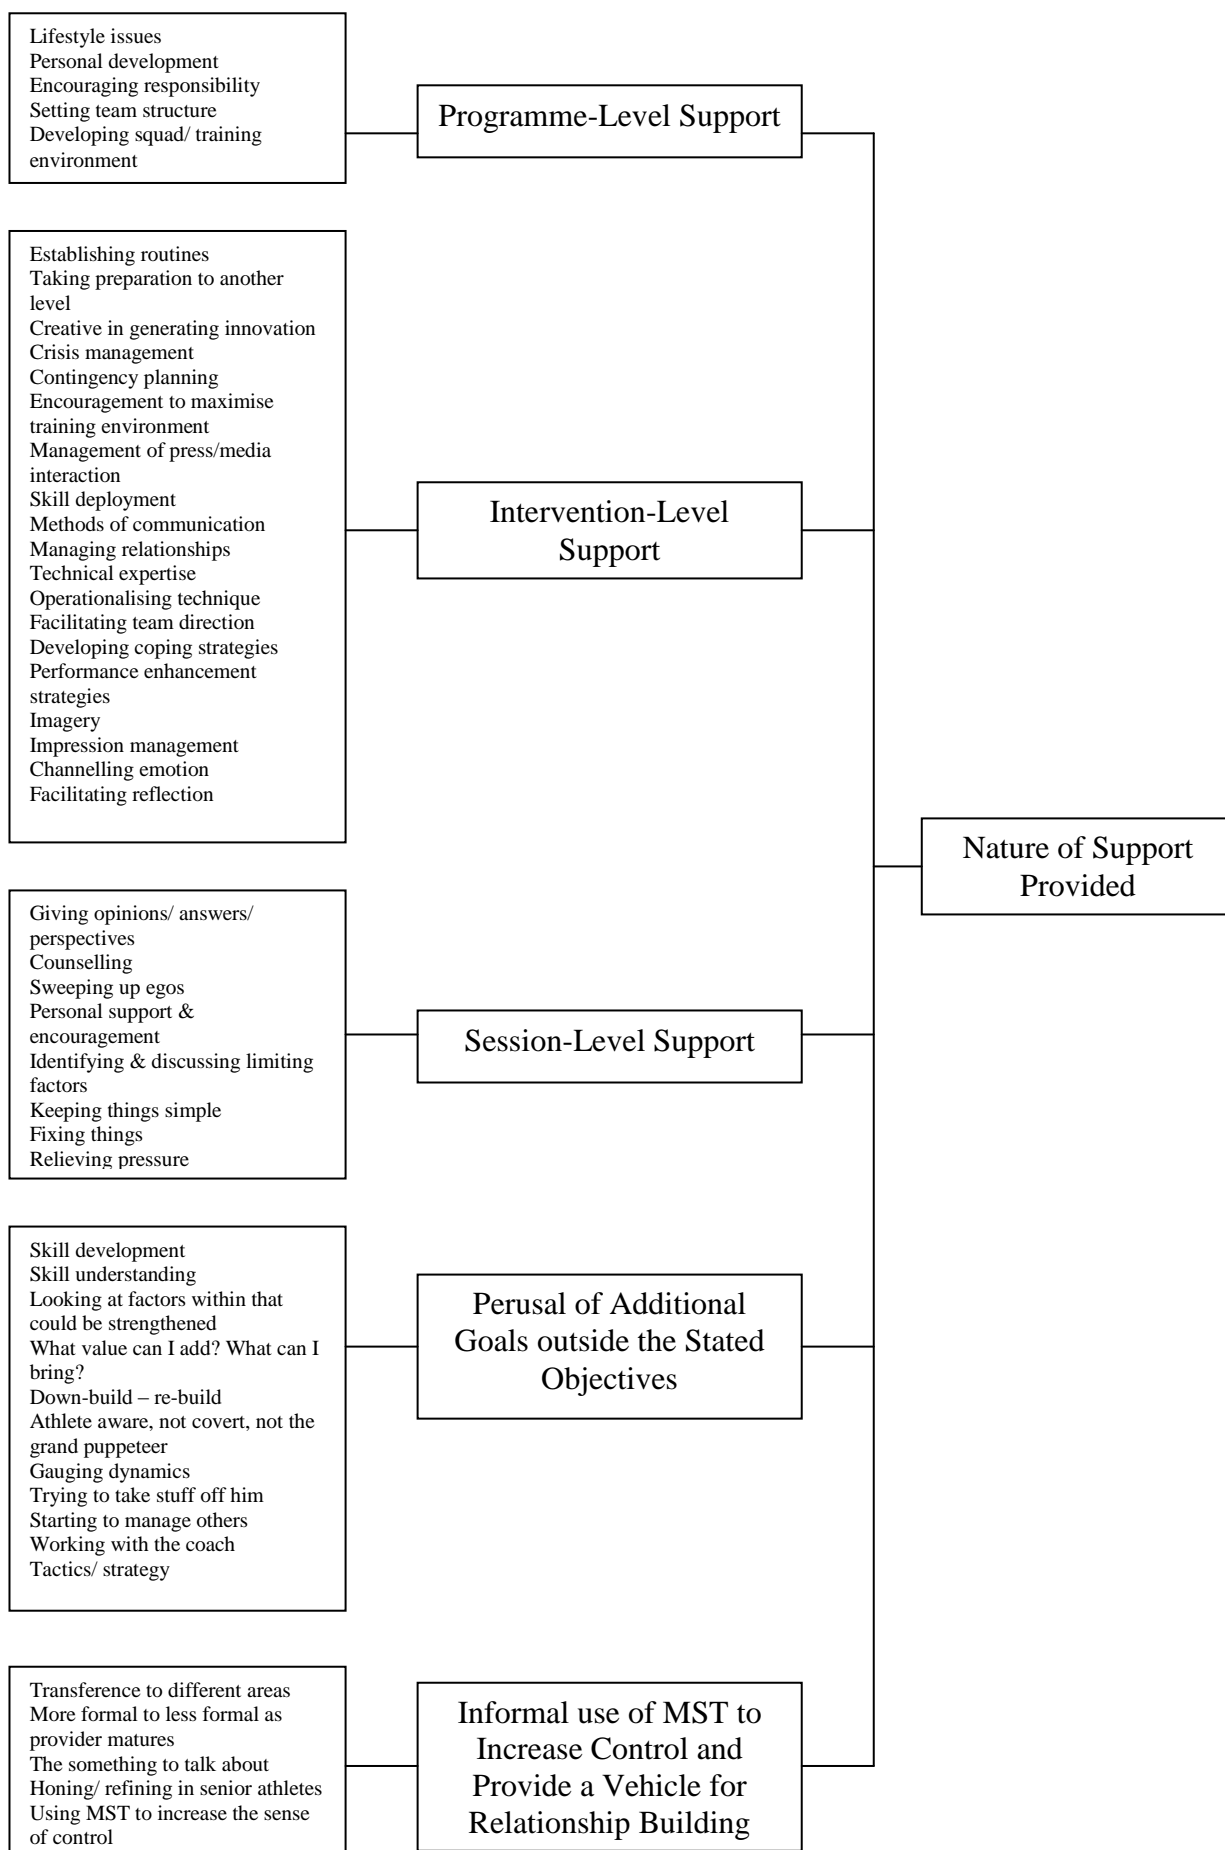 Lifestyle issues
Personal development
Encouraging responsibility
Setting team structure
Developing squad/ training
environment
Programme-Level Support
Establishing routines
Taking preparation to another
level
Creative in generating innovation
Crisis management
Contingency planning
Encouragement to maximise
training environment
Management of press/media
interaction
Skill deployment
Methods of communication
Managing relationships
Technical expertise
Operationalising technique
Facilitating team direction
Developing coping strategies
Performance enhancement
strategies
Imagery
Impression management
Channelling emotion
Facilitating reflection
Intervention-Level
Support
Nature of Support
Provided
Giving opinions/ answers/
perspectives
Counselling
Sweeping up egos
Personal support &
encouragement
Identifying & discussing limiting
factors
Keeping things simple
Fixing things
Relieving pressure
Session-Level Support
Skill development
Skill understanding
Looking at factors within that
could be strengthened
What value can I add? What can I
bring?
Down-build – re-build
Athlete aware, not covert, not the
grand puppeteer
Gauging dynamics
Trying to take stuff off him
Starting to manage others
Working with the coach
Tactics/ strategy
Perusal of Additional
Goals outside the Stated
Objectives
Transference to different areas
More formal to less formal as
provider matures
The something to talk about
Honing/ refining in senior athletes
Using MST to increase the sense
of control
Informal use of MST to
Increase Control and
Provide a Vehicle for
Relationship Building